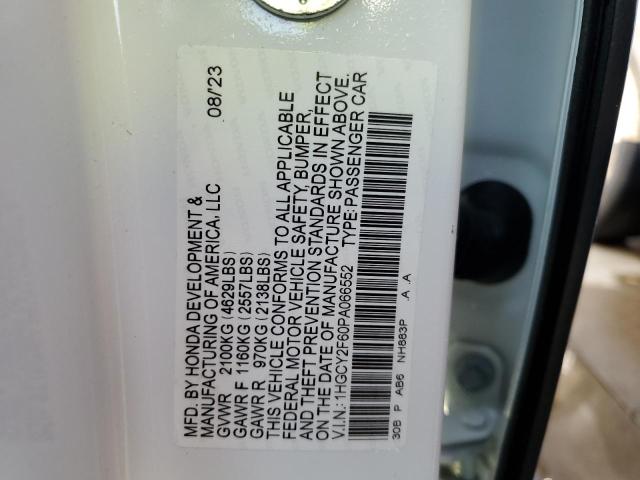 MFD. BY HONDA DEVELOPMENT &
MANUFACTURING OF AMERICA, LLC 08/23
GVWR 2100KG (4629LBS)
GAWR F 1160KG (2557LBS)
GAWR R 970KG (2138LBS)
THIS VEHICLE CONFORMS TO ALL APPLICABLE
FEDERAL MOTOR VEHICLE SAFETY, BUMPER,
AND THEFT PREVENTION STANDARDS IN EFFECT
ON THE DATE OF MANUFACTURE SHOWN ABOVE.
V.I.N.: 1HGCY2F60PA066552 TYPE: PASSENGER CAR
30B P AB6 NH883P .A .A